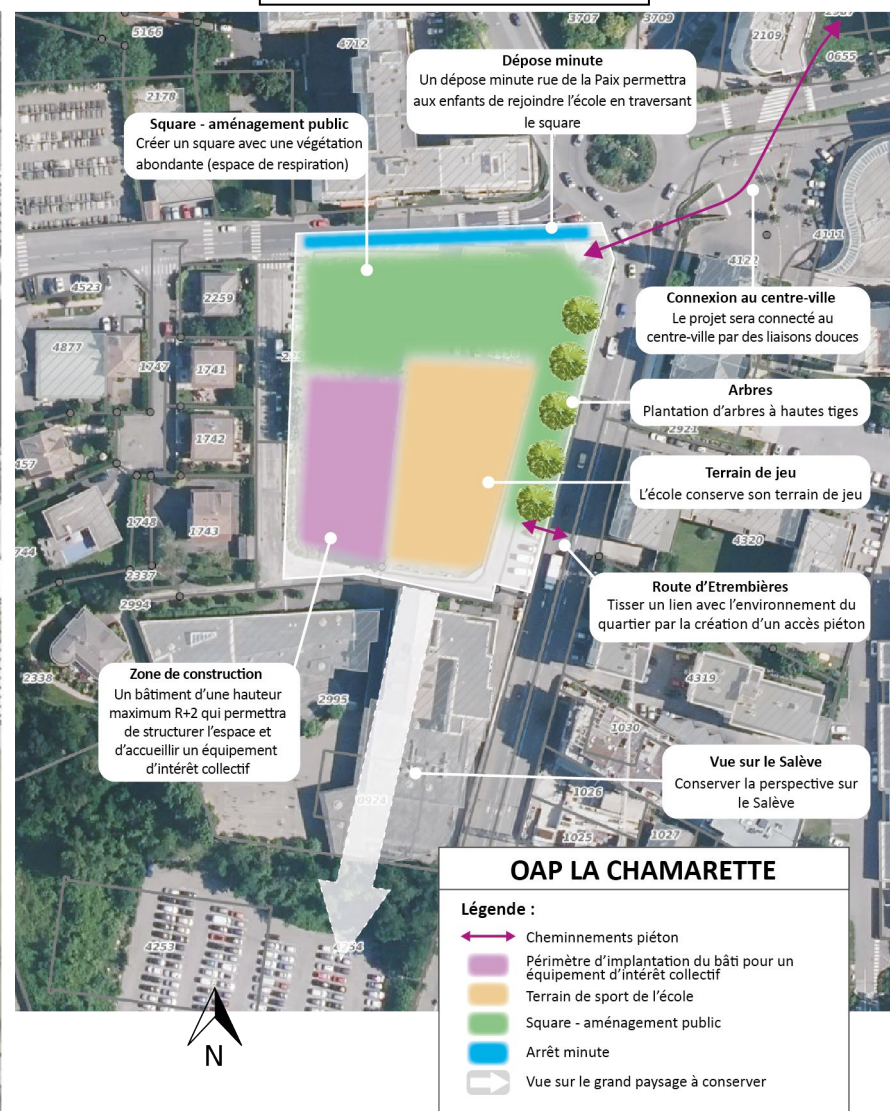 5166
3707
3709
2987
4712
2109
0655
Dépose minute
Un dépose minute rue de la Paix permettra
aux enfants de rejoindre l’école en traversant
le square
2178
Square - aménagement public
Créer un square avec une végétation
abondante (espace de respiration)
4111
4122
4523
2259
Connexion au centre-ville
Le projet sera connecté au
centre-ville par des liaisons douces
4877
1747
1741
Arbres
Plantation d’arbres à hautes tiges
2921
1742
457
Terrain de jeu
L’école conserve son terrain de jeu
1748
1743
744
4320
2337
2994
Route d’Etrembières
Tisser un lien avec l’environnement du
quartier par la création d’un accès piéton
2338
2995
4319
Zone de construction
Un bâtiment d’une hauteur
maximum R+2 qui permettra
de structurer l’espace et
d’accueillir un équipement
d’intérêt collectif
1030
Vue sur le Salève
Conserver la perspective sur
le Salève
1026
1025
1027
4253
4254
N
OAP LA CHAMARETTE
Légende :
Cheminnements piéton
Périmètre d’implantation du bâti pour un
équipement d’intérêt collectif
Terrain de sport de l’école
Square - aménagement public
Arrêt minute
Vue sur le grand paysage à conserver